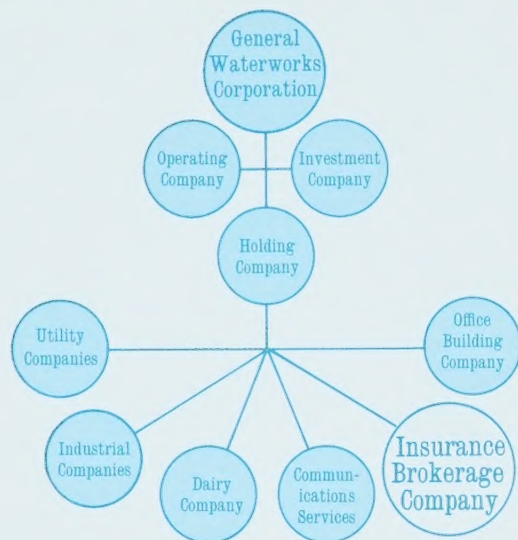 General
Waterworks
Corporation
Operating
Company
Investment
Company
Holding
Company
Utility
Companies
Office
Building
Company
Industrial
Companies
Dairy
Company
Commun-
ications
Services
Insurance
Brokerage
Company